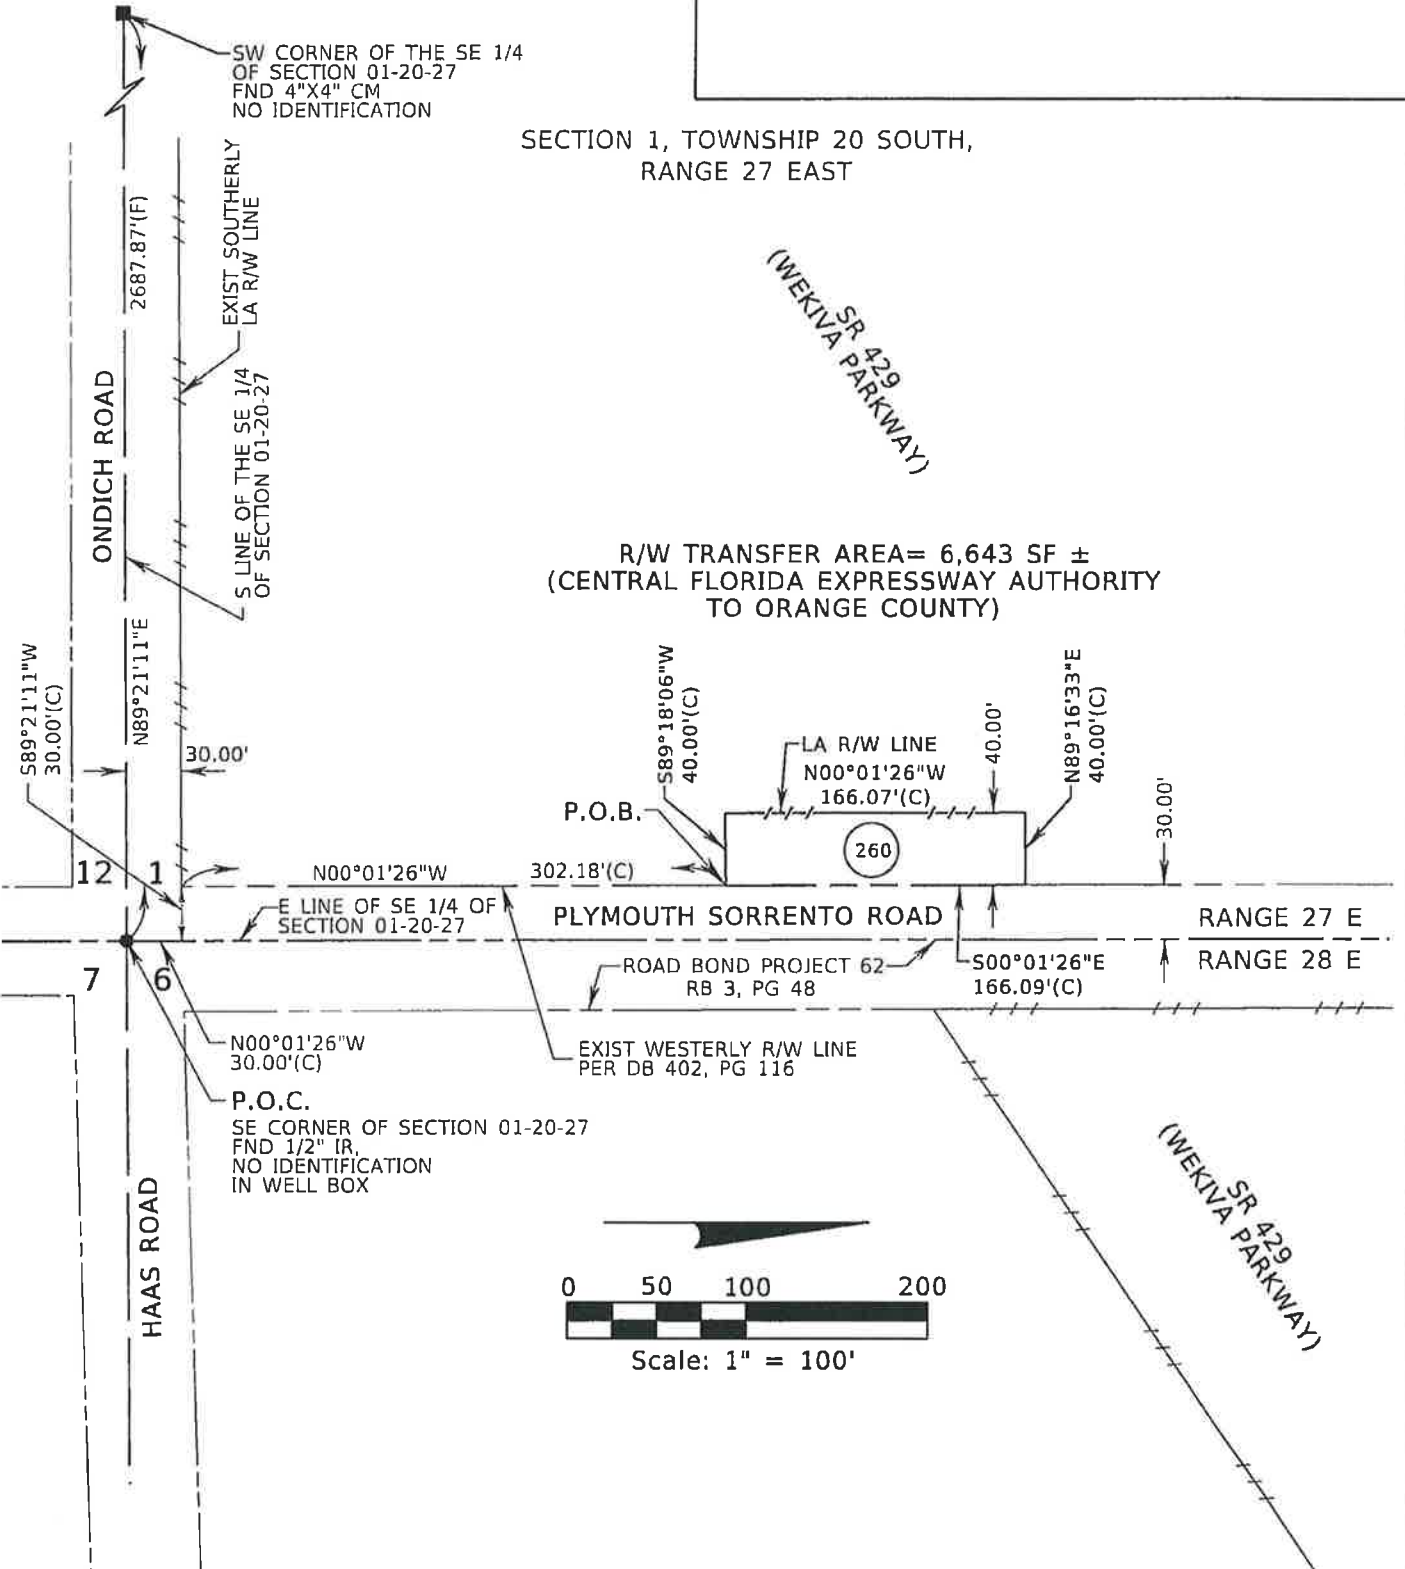 SW CORNER OF THE SE 1/4
OF SECTION 01-20-27
FND 4"X4" CM
NO IDENTIFICATION
SECTION 1, TOWNSHIP 20 SOUTH,
RANGE 27 EAST
2687.87'(F)
EXIST SOUTHERLY
LA R/W LINE
(WEKIVA PARKWAY)
SR 429
ONDICH ROAD
S LINE OF THE SE 1/4
OF SECTION 01-20-27
R/W TRANSFER AREA= 6,643 SF ±
(CENTRAL FLORIDA EXPRESSWAY AUTHORITY
TO ORANGE COUNTY)
S89°21'11"W
30.00'(C)
N89°21'11"E
30.00'
S89°18'06"W
40.00'(C)
LA R/W LINE
N00°01'26"W
166.07'(C)
40.00'
N89°16'33"E
40.00'(C)
30.00'
P.O.B.
260
12
1
N00°01'26"W
302.18'(C)
E LINE OF SE 1/4 OF
SECTION 01-20-27
PLYMOUTH SORRENTO ROAD
RANGE 27 E
RANGE 28 E
7
6
ROAD BOND PROJECT 62
RB 3, PG 48
S00°01'26"E
166.09'(C)
N00°01'26"W
30.00'(C)
EXIST WESTERLY R/W LINE
PER DB 402, PG 116
P.O.C.
SE CORNER OF SECTION 01-20-27
FND 1/2" IR,
NO IDENTIFICATION
IN WELL BOX
HAAS ROAD
SR 429
(WEKIVA PARKWAY)
0 50 100 200
Scale: 1" = 100'